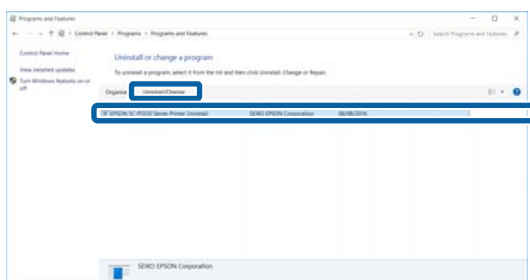 Programs and Features
Control Panel › Programs › Programs and Features
Search Programs and Features
Control Panel Home
View installed updates
Turn Windows features on or off
Uninstall or change a program
To uninstall a program, select it from the list and then click Uninstall, Change or Repair.
Organise
Uninstall/Change
EPSON SC-P0000 Series Printer Uninstall
SEIKO EPSON Corporation
08/08/2016
SEIKO EPSON Corporation